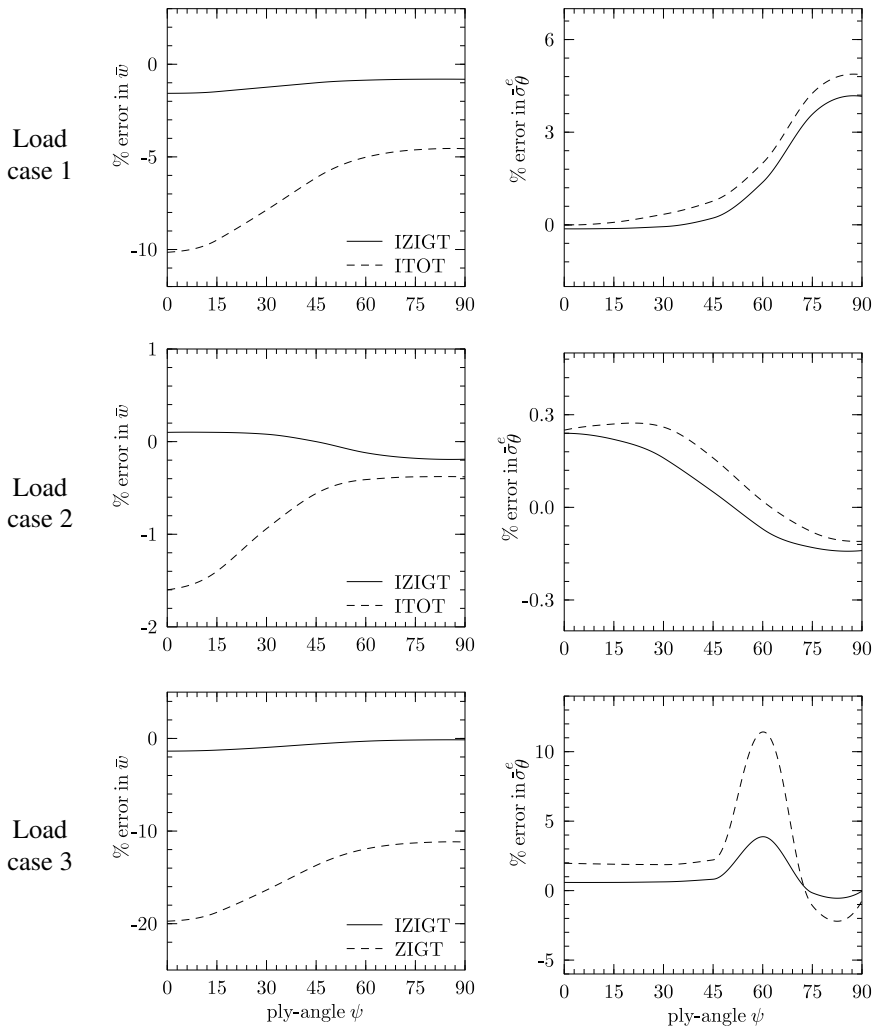 Load
case 1
% error in w̄
0
-5
-10
IZIGT
ITOT
0 15 30 45 60 75 90
% error in σ̄θᵉ
6
4
2
0
0 15 30 45 60 75 90
Load
case 2
% error in w̄
1
0
-1
-2
IZIGT
ITOT
0 15 30 45 60 75 90
% error in σ̄θᵉ
0.3
0.0
-0.3
0 15 30 45 60 75 90
Load
case 3
% error in w̄
0
-10
-20
IZIGT
ZIGT
0 15 30 45 60 75 90
ply-angle ψ
% error in σ̄θᵉ
10
5
0
-5
0 15 30 45 60 75 90
ply-angle ψ